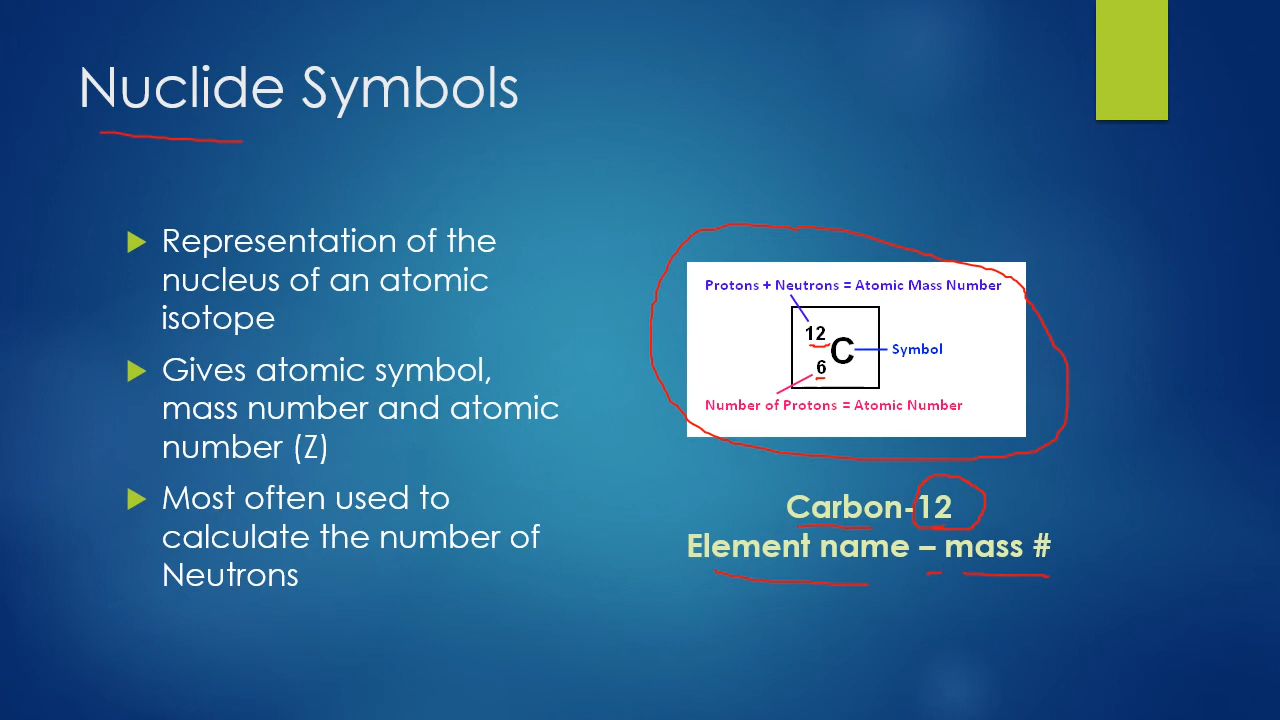 Nuclide Symbols
Representation of the
nucleus of an atomic
isotope
Gives atomic symbol,
mass number and atomic
number (Z)
Most often used to
calculate the number of
Neutrons
Protons + Neutrons = Atomic Mass Number
12
C
Symbol
6
Number of Protons = Atomic Number
Carbon-12
Element name – mass #